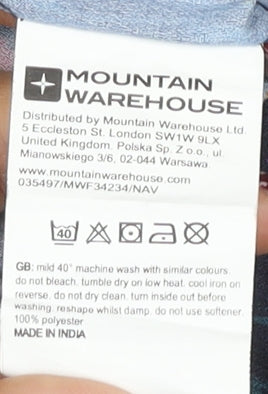 MOUNTAIN
WAREHOUSE
Distributed by Mountain Warehouse Ltd.
5 Eccleston St. London SW1W 9LX
United Kingdom. Polska Sp. Z o.o., ul.
Mianowskiego 3/6, 02-044 Warsawa
www.mountainwarehouse.com
035497/MWF34234/NAV
40
GB: mild 40° machine wash with similar colours.
do not bleach. tumble dry on low heat. cool iron on
reverse. do not dry clean. turn inside out before
washing. reshape whilst damp. do not use softener.
100% polyester
MADE IN INDIA